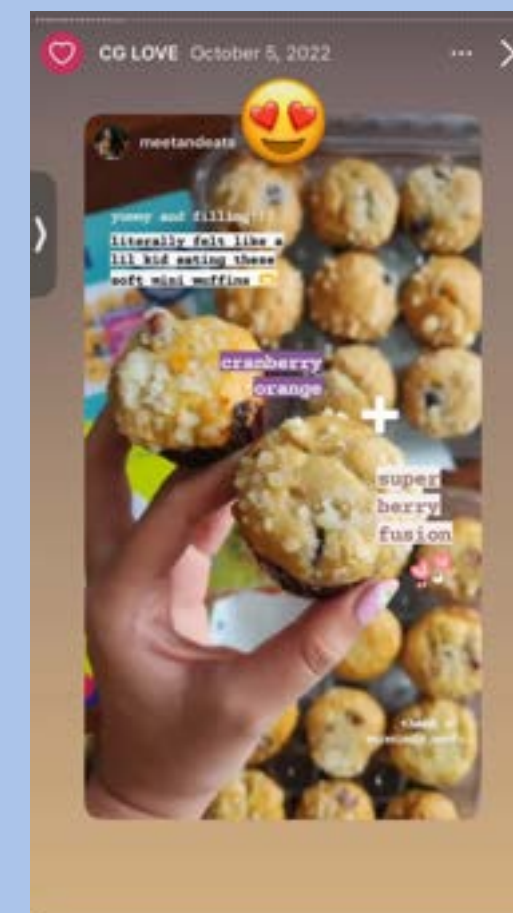 CG LOVE October 5, 2022
meetandeats
yummy and filling!!!
literally felt like a
lil kid eating these
soft mini muffins
cranberry
orange
super
berry
fusion